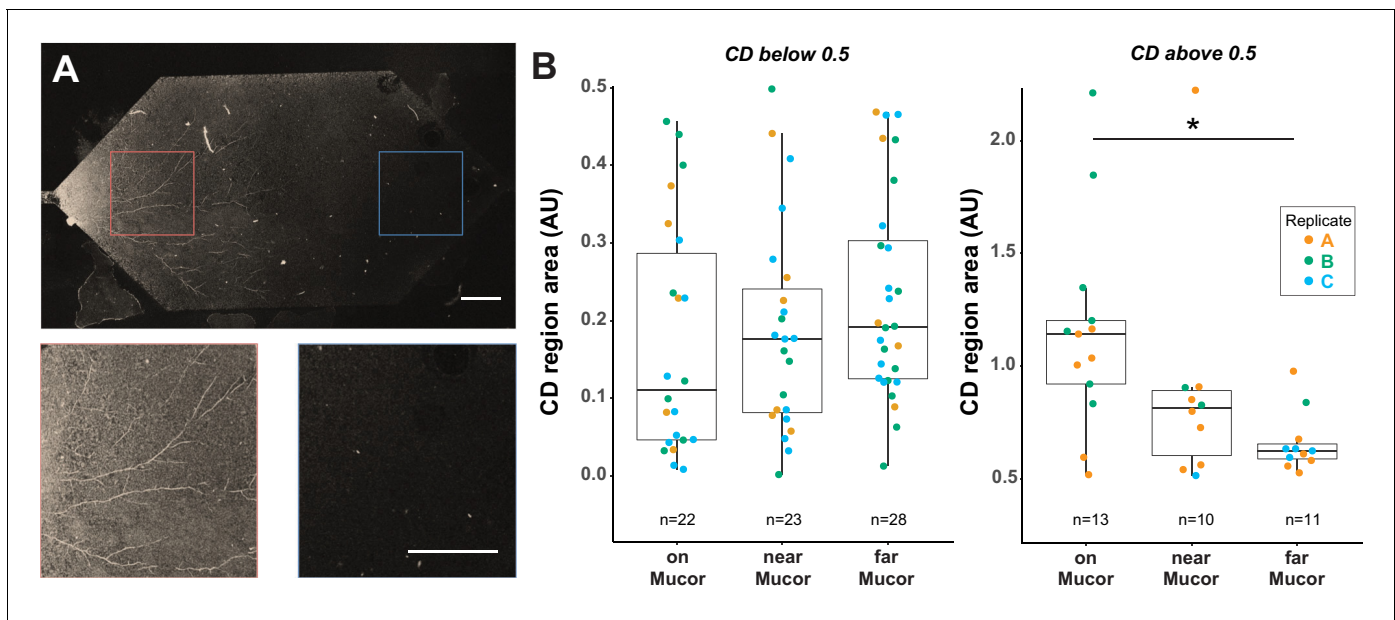 A
B
CD below 0.5
CD region area (AU)
0.5
0.4
0.3
0.2
0.1
0.0
n=22
n=23
n=28
on
Mucor
near
Mucor
far
Mucor
CD above 0.5
CD region area (AU)
2.0
1.5
1.0
0.5
*
Replicate
A
B
C
n=13
n=10
n=11
on
Mucor
near
Mucor
far
Mucor